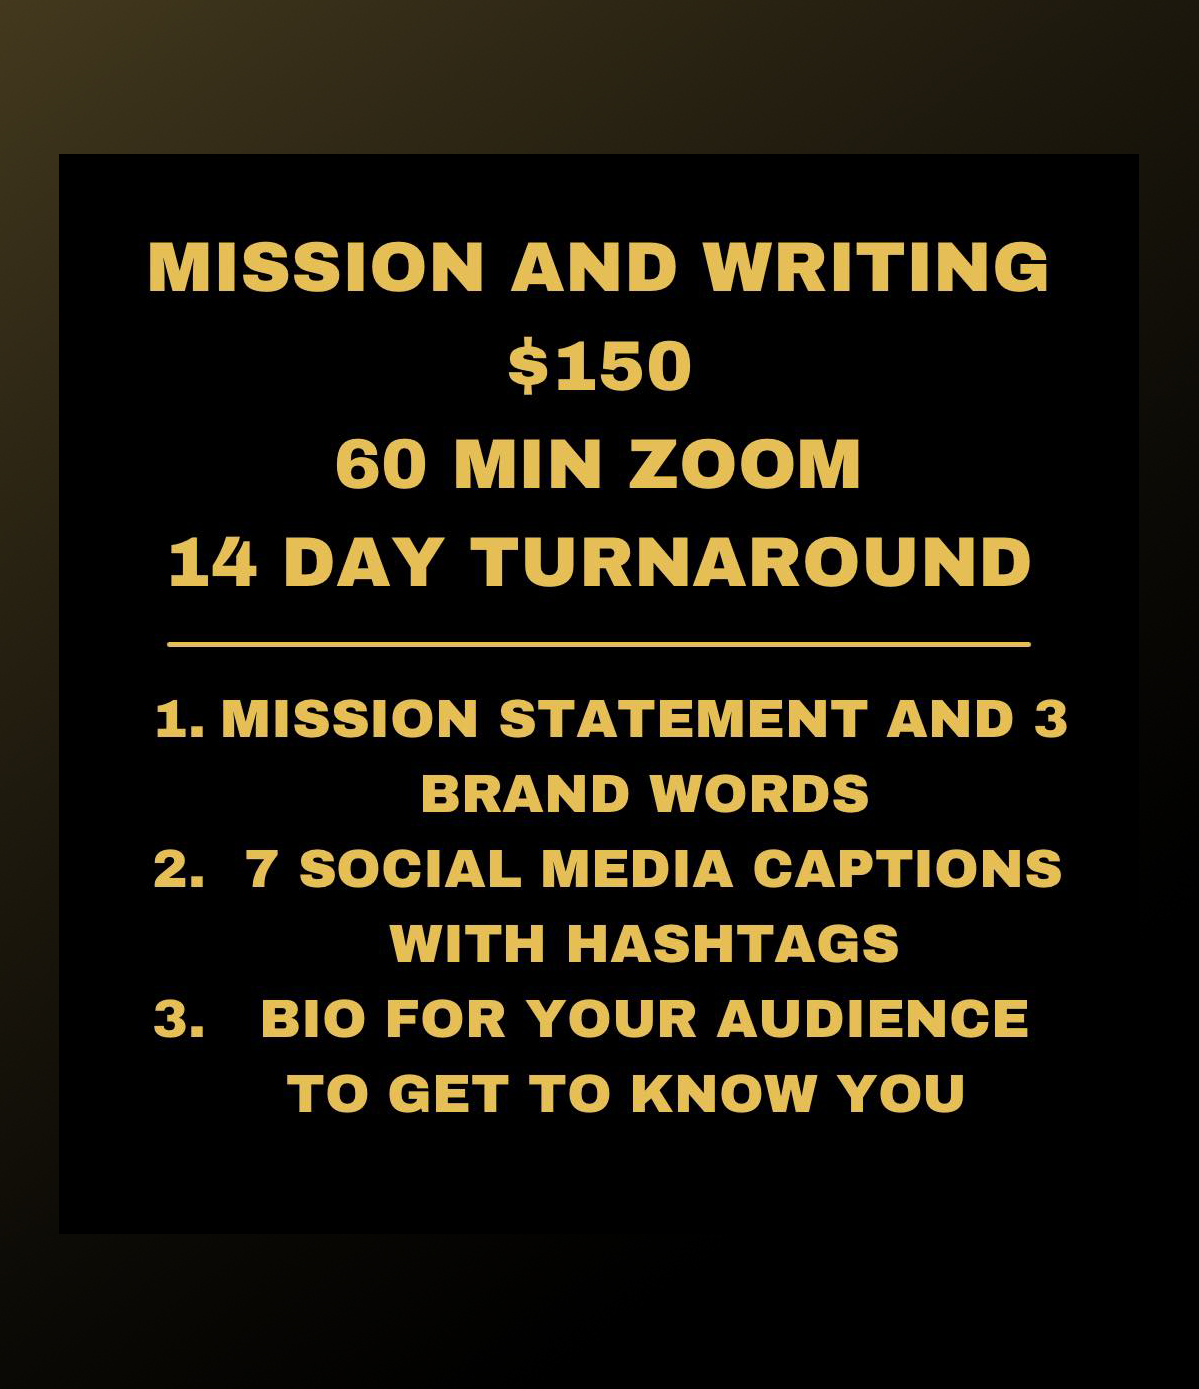 MISSION AND WRITING
$150
60 MIN ZOOM
14 DAY TURNAROUND
1. MISSION STATEMENT AND 3
BRAND WORDS
2. 7 SOCIAL MEDIA CAPTIONS
WITH HASHTAGS
3. BIO FOR YOUR AUDIENCE
TO GET TO KNOW YOU